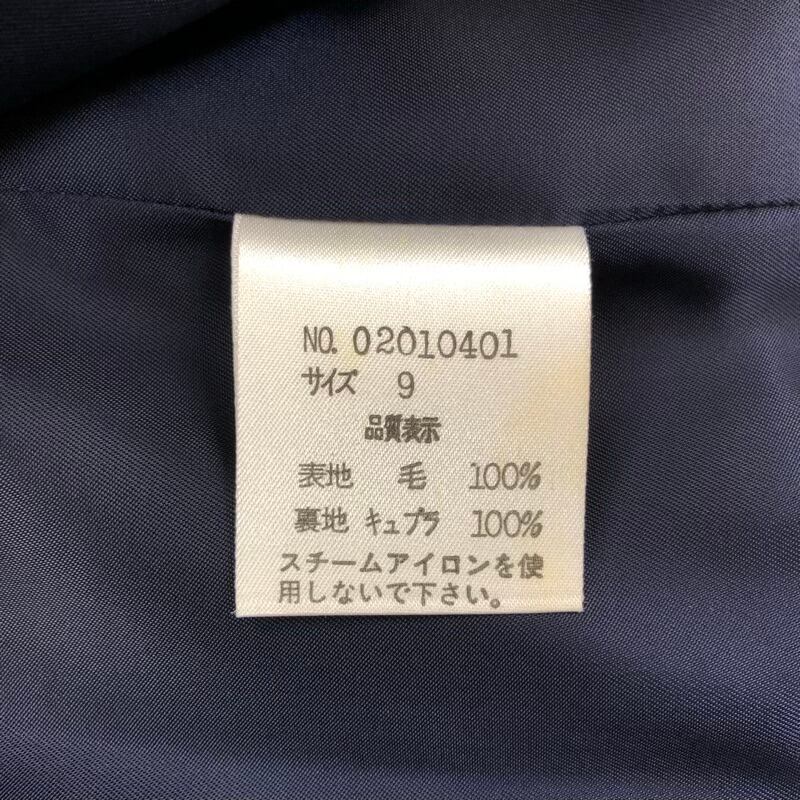 NO. 02010401
サイズ 9
品質表示
表地 毛 100%
裏地 キュプラ 100%
スチームアイロンを使
用しないで下さい。